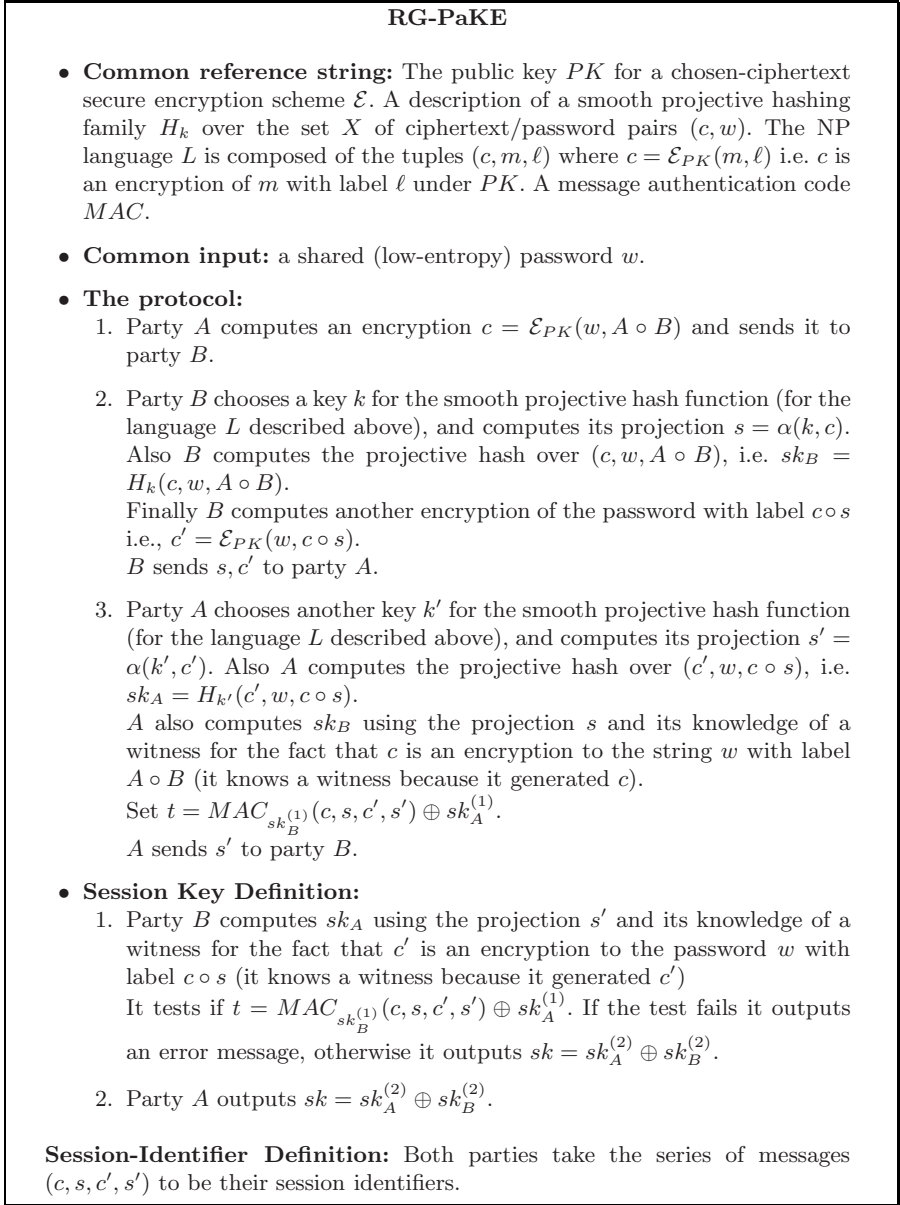 RG-PaKE
• Common reference string: The public key PK for a chosen-ciphertext
secure encryption scheme ℰ. A description of a smooth projective hashing
family H_k over the set X of ciphertext/password pairs (c, w). The NP
language L is composed of the tuples (c, m, ℓ) where c = ℰ_{PK}(m, ℓ) i.e. c is
an encryption of m with label ℓ under PK. A message authentication code
MAC.
• Common input: a shared (low-entropy) password w.
• The protocol:
1. Party A computes an encryption c = ℰ_{PK}(w, A ∘ B) and sends it to
party B.
2. Party B chooses a key k for the smooth projective hash function (for the
language L described above), and computes its projection s = α(k, c).
Also B computes the projective hash over (c, w, A ∘ B), i.e. sk_B =
H_k(c, w, A ∘ B).
Finally B computes another encryption of the password with label c ∘ s
i.e., c′ = ℰ_{PK}(w, c ∘ s).
B sends s, c′ to party A.
3. Party A chooses another key k′ for the smooth projective hash function
(for the language L described above), and computes its projection s′ =
α(k′, c′). Also A computes the projective hash over (c′, w, c ∘ s), i.e.
sk_A = H_{k′}(c′, w, c ∘ s).
A also computes sk_B using the projection s and its knowledge of a
witness for the fact that c is an encryption to the string w with label
A ∘ B (it knows a witness because it generated c).
Set t = MAC_{sk_B^{(1)}}(c, s, c′, s′) ⊕ sk_A^{(1)}.
A sends s′ to party B.
• Session Key Definition:
1. Party B computes sk_A using the projection s′ and its knowledge of a
witness for the fact that c′ is an encryption to the password w with
label c ∘ s (it knows a witness because it generated c′)
It tests if t = MAC_{sk_B^{(1)}}(c, s, c′, s′) ⊕ sk_A^{(1)}. If the test fails it outputs
an error message, otherwise it outputs sk = sk_A^{(2)} ⊕ sk_B^{(2)}.
2. Party A outputs sk = sk_A^{(2)} ⊕ sk_B^{(2)}.
Session-Identifier Definition: Both parties take the series of messages
(c, s, c′, s′) to be their session identifiers.